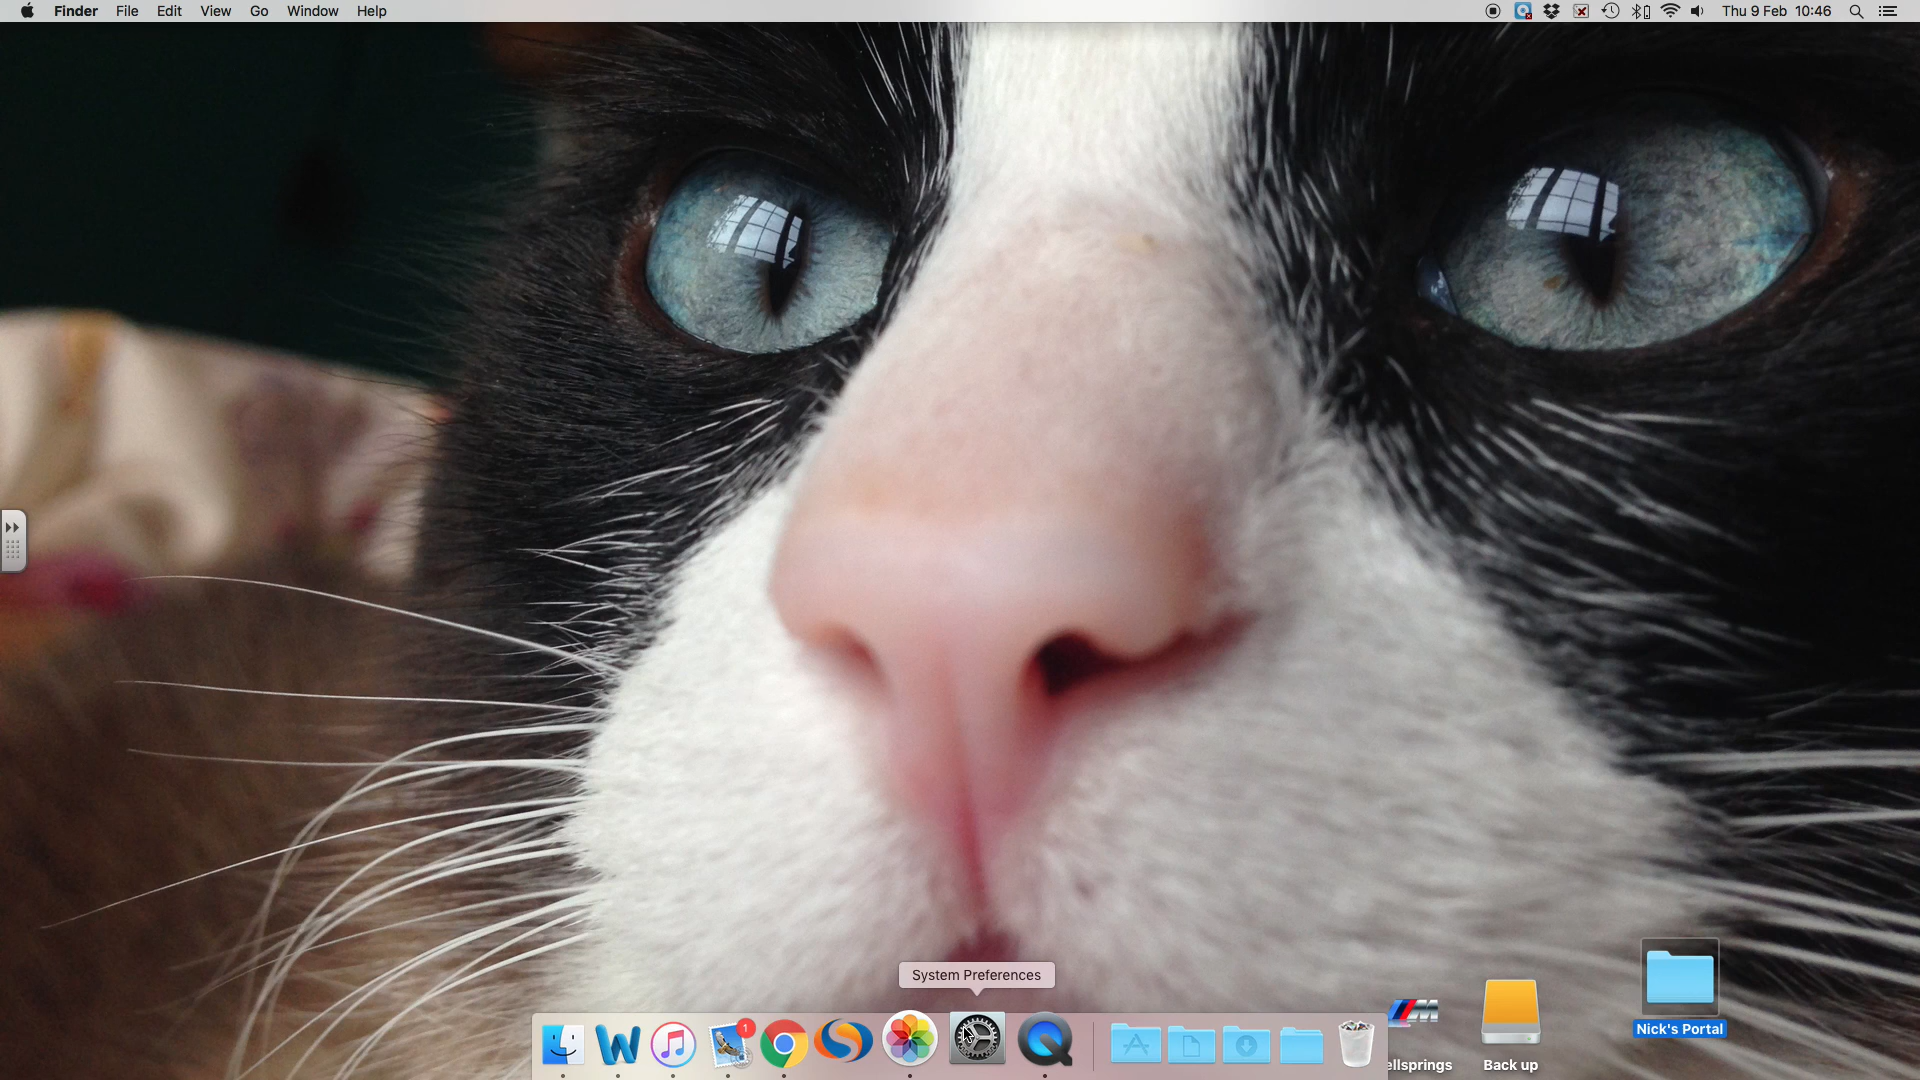 Finder File Edit View Go Window Help
Thu 9 Feb 10:46
System Preferences
1
ellsprings
Back up
Nick's Portal